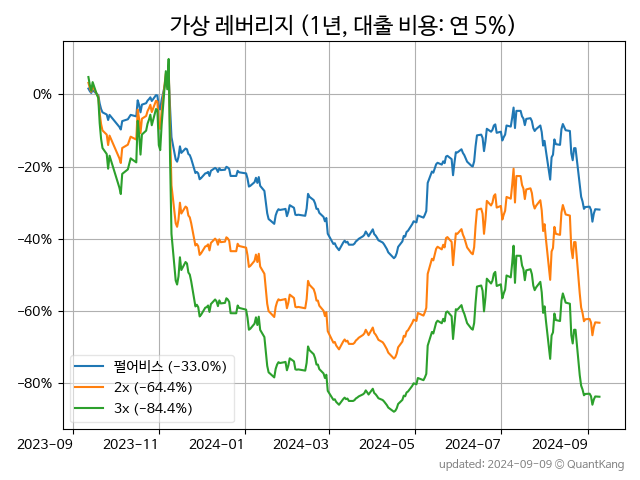 가상 레버리지 (1년, 대출 비용: 연 5%)
0%
−20%
−40%
−60%
−80%
펄어비스 (−33.0%)
2x (−64.4%)
3x (−84.4%)
2023−09 2023−11 2024−01 2024−03 2024−05 2024−07 2024−09
updated: 2024−09−09 ⓒ QuantKang